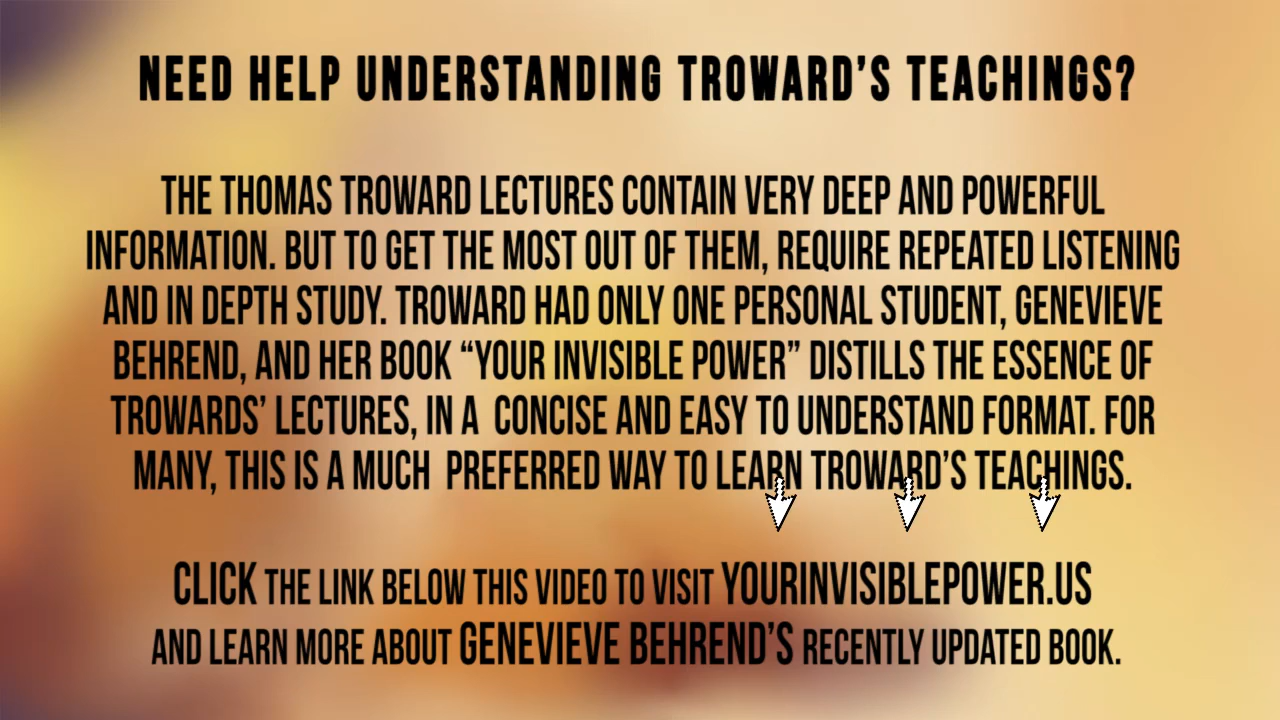 NEED HELP UNDERSTANDING TROWARD’S TEACHINGS?
THE THOMAS TROWARD LECTURES CONTAIN VERY DEEP AND POWERFUL
INFORMATION. BUT TO GET THE MOST OUT OF THEM, REQUIRE REPEATED LISTENING
AND IN DEPTH STUDY. TROWARD HAD ONLY ONE PERSONAL STUDENT, GENEVIEVE
BEHREND, AND HER BOOK “YOUR INVISIBLE POWER” DISTILLS THE ESSENCE OF
TROWARDS’ LECTURES, IN A CONCISE AND EASY TO UNDERSTAND FORMAT. FOR
MANY, THIS IS A MUCH PREFERRED WAY TO LEARN TROWARD’S TEACHINGS.
CLICK THE LINK BELOW THIS VIDEO TO VISIT YOURINVISIBLEPOWER.US
AND LEARN MORE ABOUT GENEVIEVE BEHREND’S RECENTLY UPDATED BOOK.